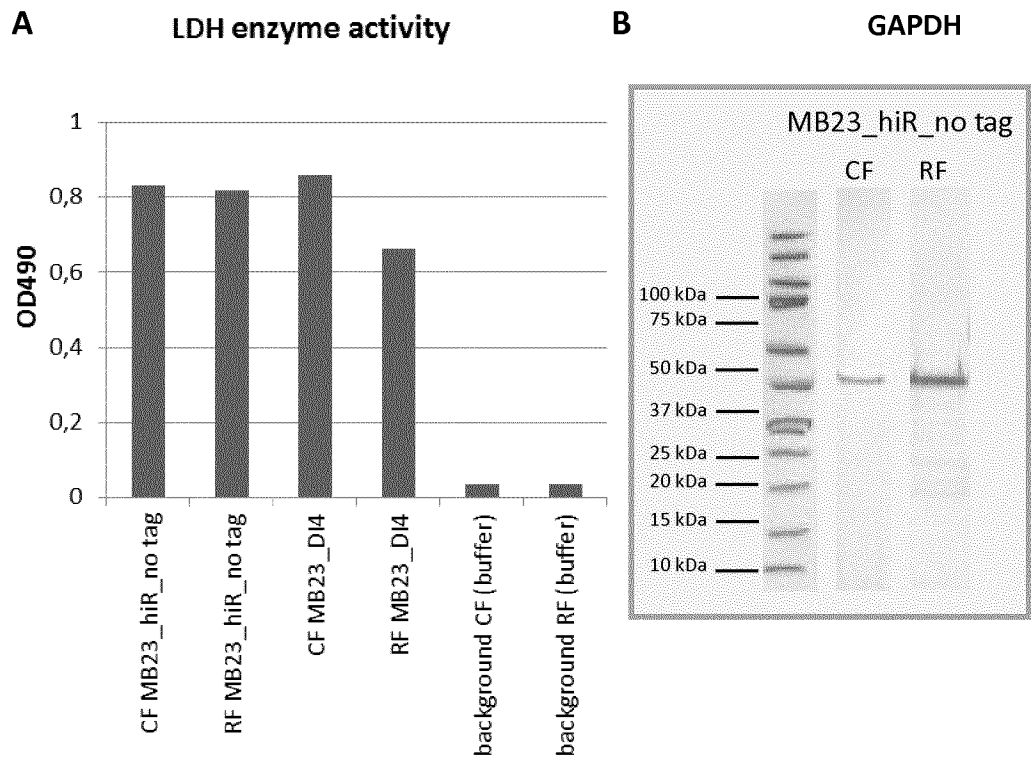 A
LDH enzyme activity
OD490
1
0,8
0,6
0,4
0,2
0
CF MB23_hiR_no tag
RF MB23_hiR_no tag
CF MB23_DI4
RF MB23_DI4
background CF (buffer)
background RF (buffer)
B
GAPDH
MB23_hiR_no tag
CF RF
100 kDa
75 kDa
50 kDa
37 kDa
25 kDa
20 kDa
15 kDa
10 kDa